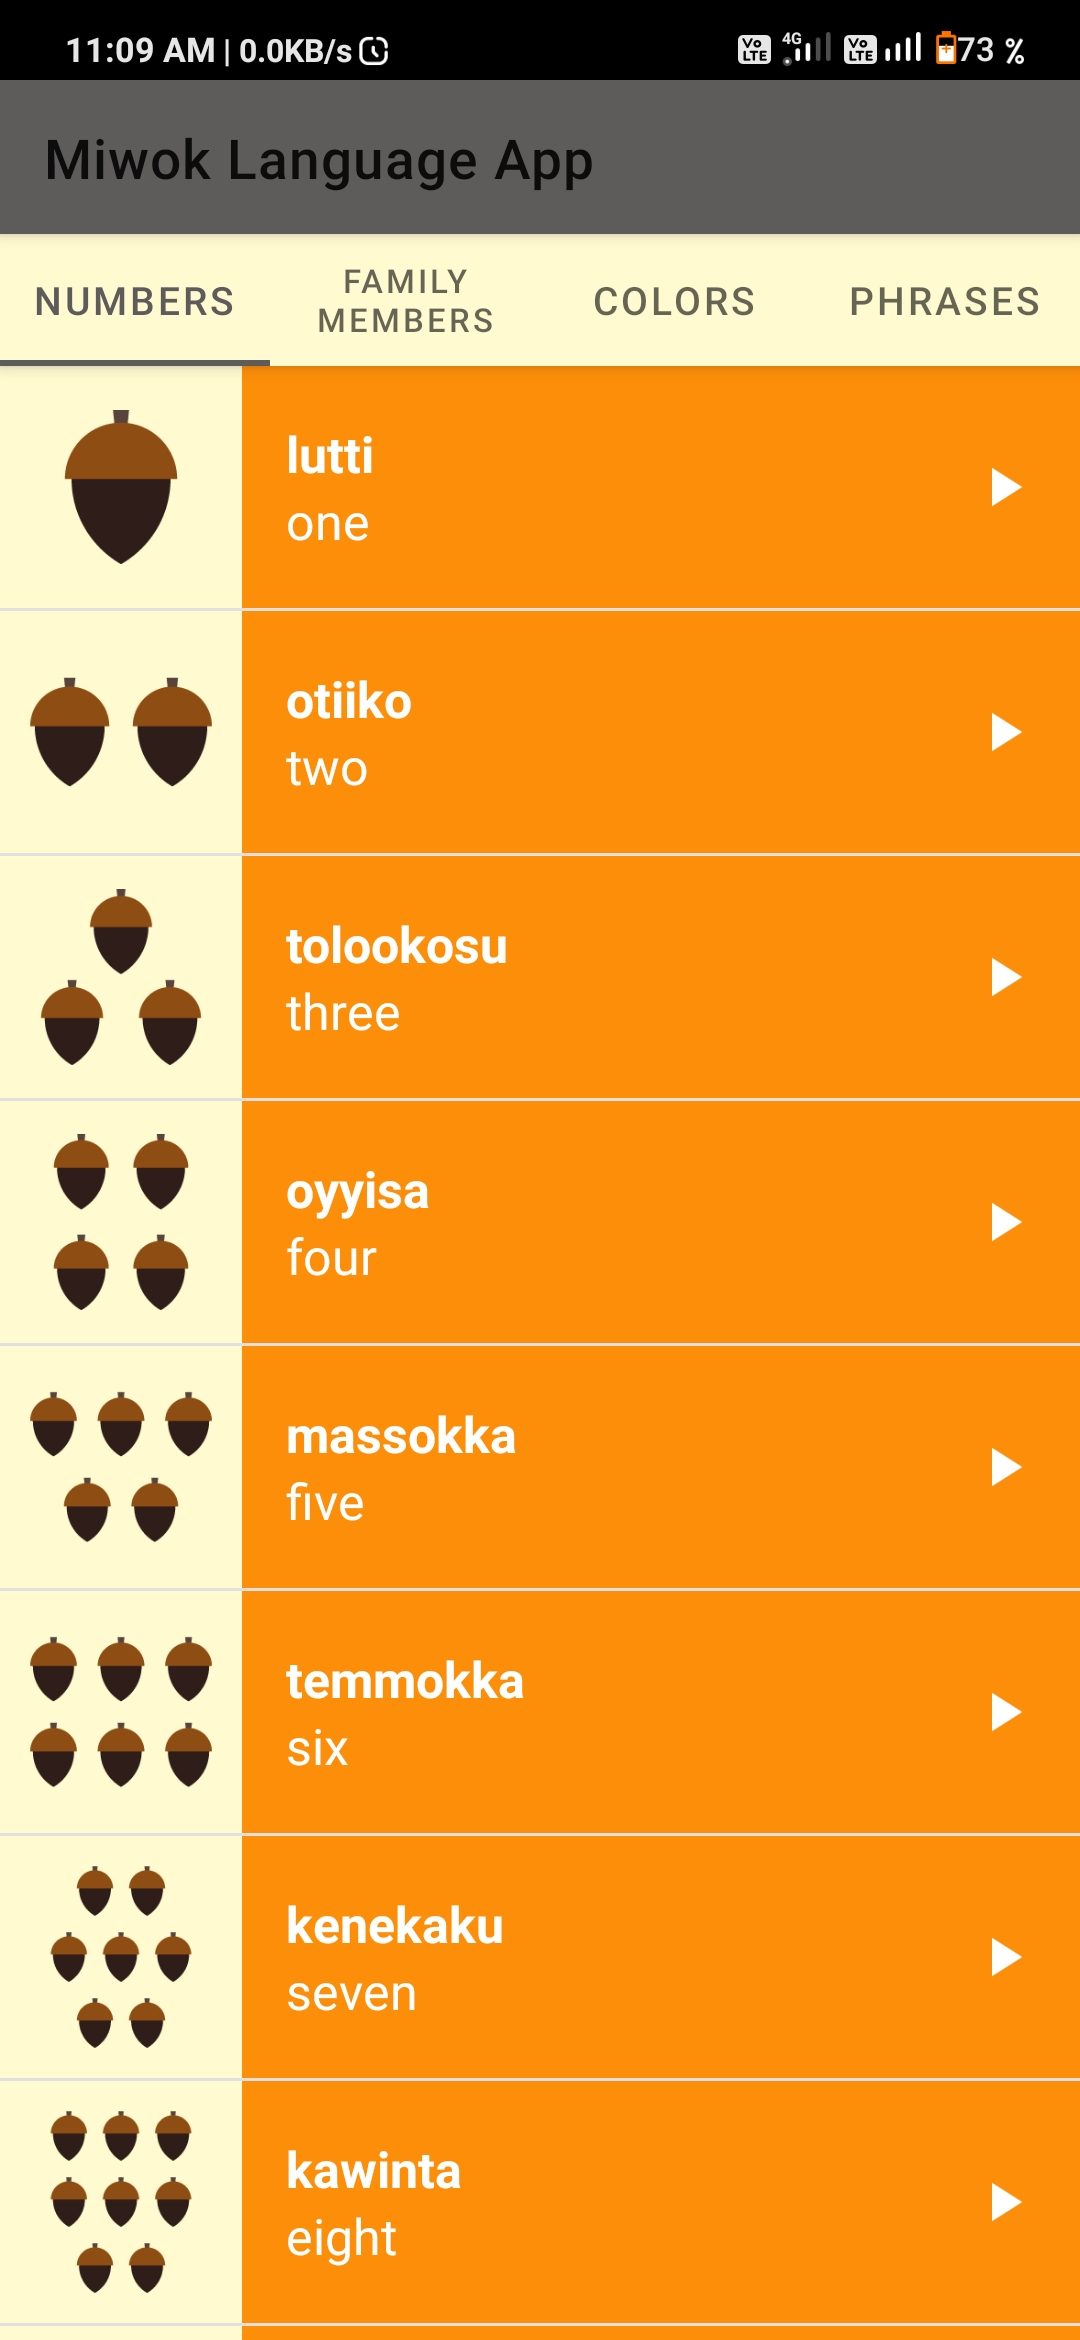 11:09 AM | 0.0KB/s
Vo LTE 4G Vo LTE 73 %
Miwok Language App
NUMBERS
FAMILY
MEMBERS
COLORS
PHRASES
lutti
one
otiiko
two
tolookosu
three
oyyisa
four
massokka
five
temmokka
six
kenekaku
seven
kawinta
eight